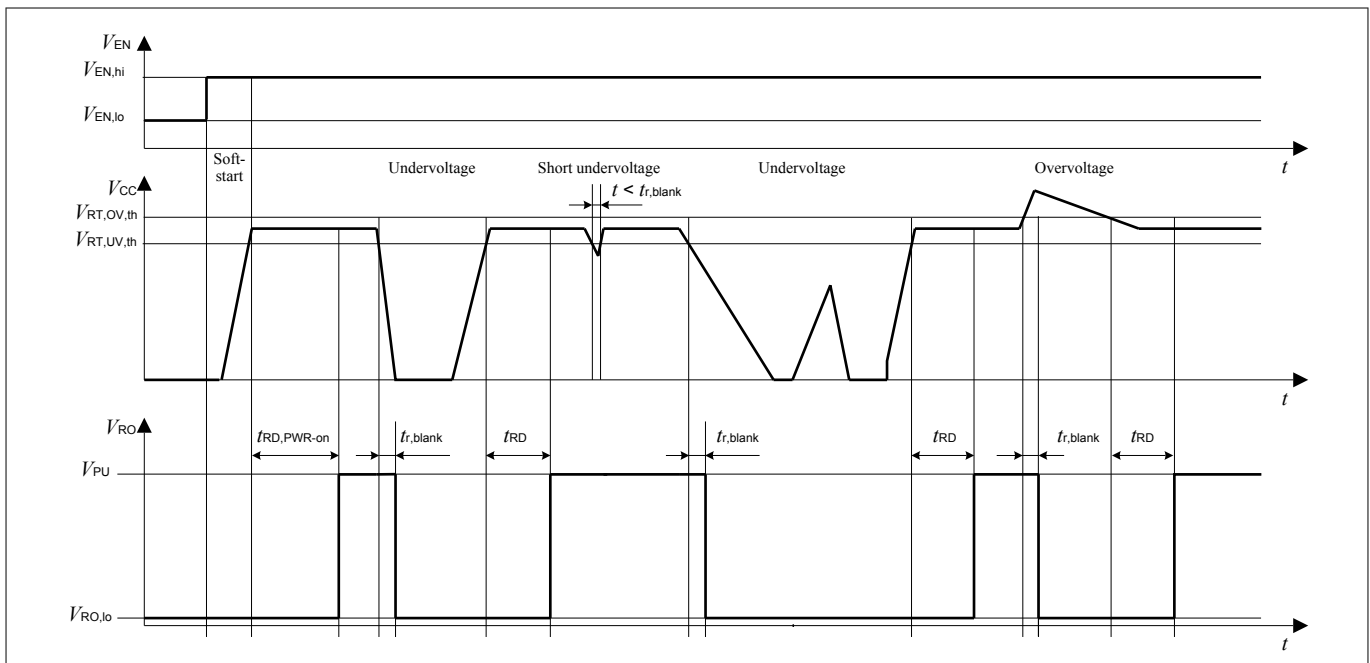 VEN
VEN,hi
VEN,lo
t
Soft-
start
Undervoltage
Short undervoltage
Undervoltage
Overvoltage
VCC
t < tr,blank
VRT,OV,th
VRT,UV,th
t
VRO
tRD,PWR-on
tr,blank
tRD
tr,blank
tRD
tr,blank
tRD
VPU
VRO,lo
t